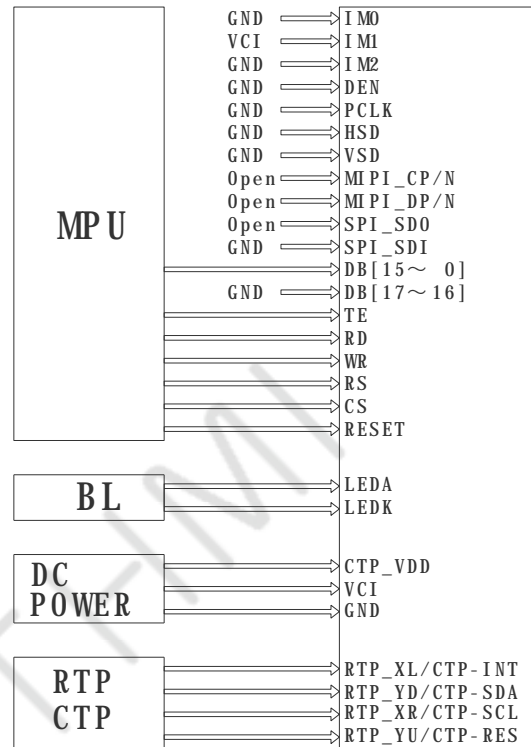 GND IM0
VCI IM1
GND IM2
GND DEN
GND PCLK
GND HSD
GND VSD
Open MIPI_CP/N
Open MIPI_DP/N
Open SPI_SDO
GND SPI_SDI
MPU
DB[15～ 0]
GND DB[17～16]
TE
RD
WR
RS
CS
RESET
BL
LEDA
LEDK
DC
POWER
CTP_VDD
VCI
GND
RTP
CTP
RTP_XL/CTP-INT
RTP_YD/CTP-SDA
RTP_XR/CTP-SCL
RTP_YU/CTP-RES